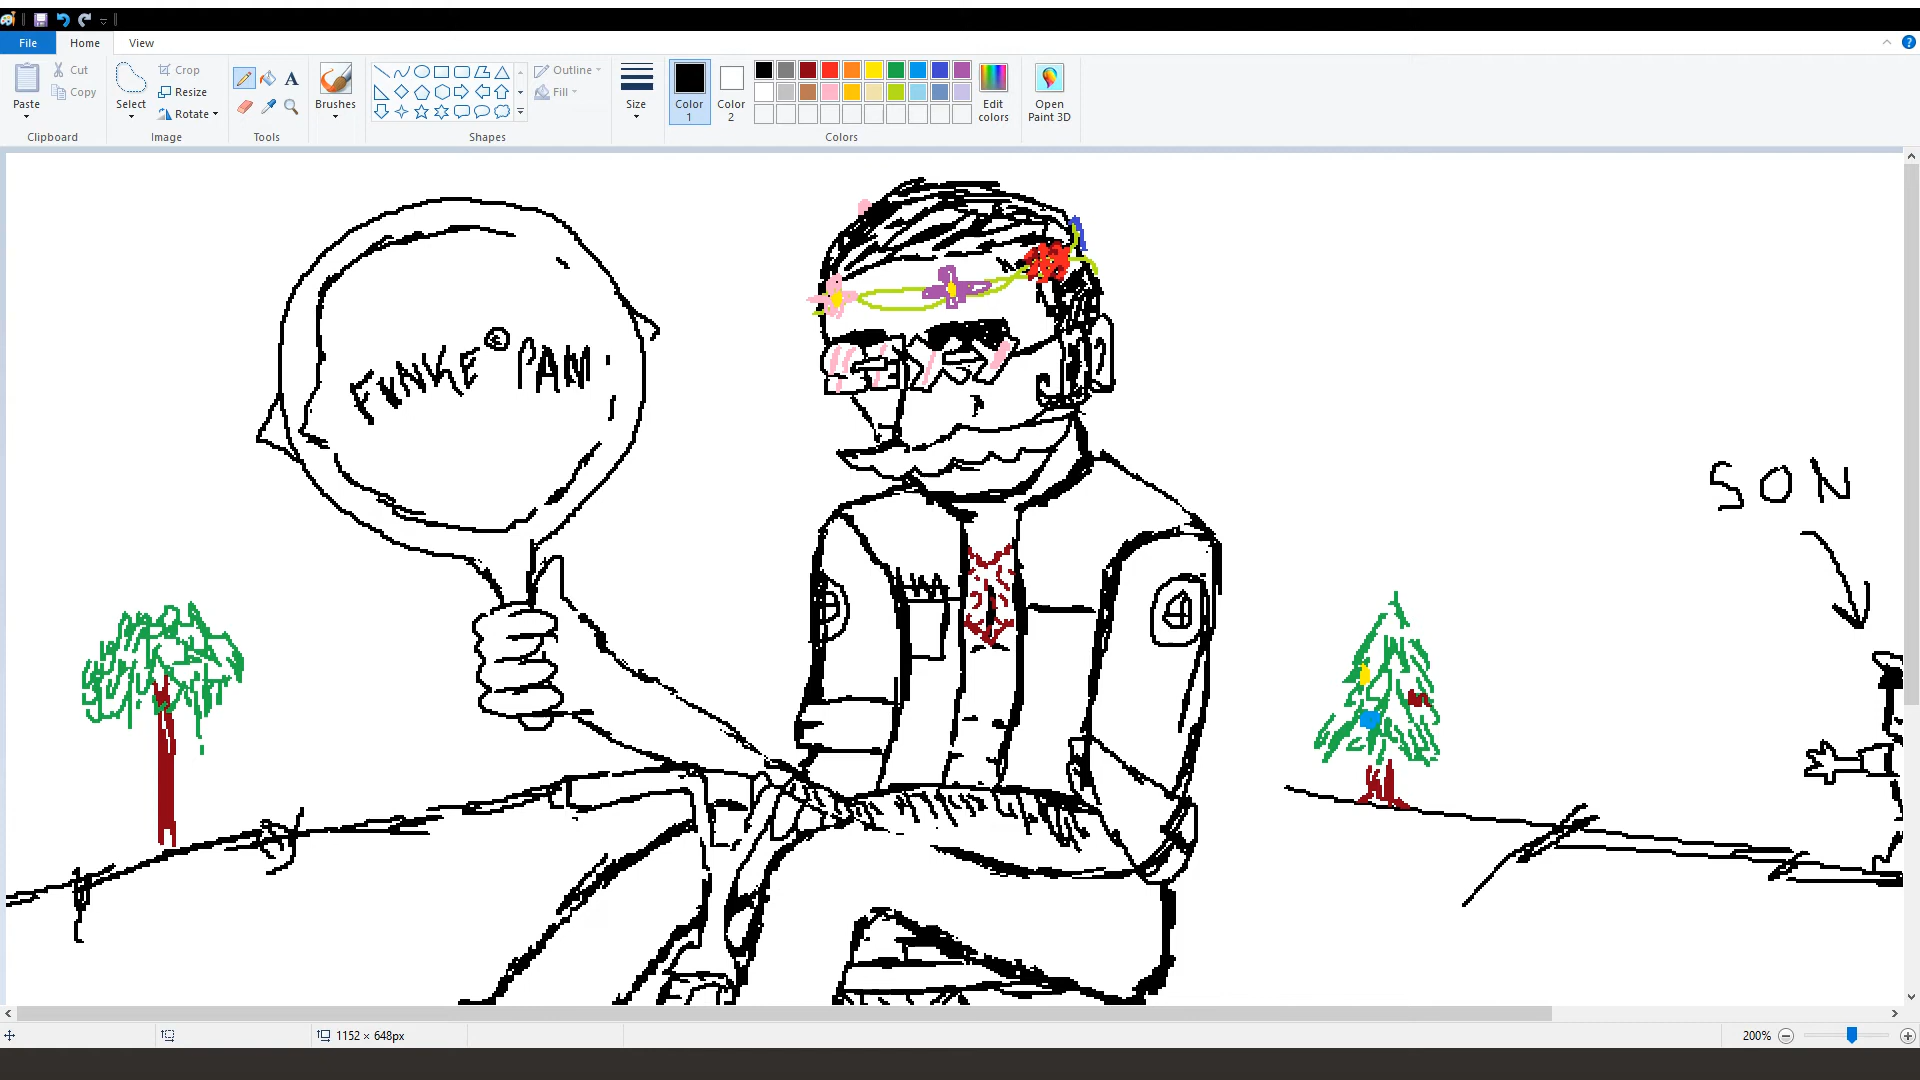 File Home View
Paste
Cut
Copy
Clipboard
Select
Crop
Resize
Rotate
Image
A
Tools
Brushes
Shapes
Outline
Fill
Size
Color 1
Color 2
Edit colors
Colors
Open Paint 3D
FUNKE® PAM
SON
1152 × 648px
200%